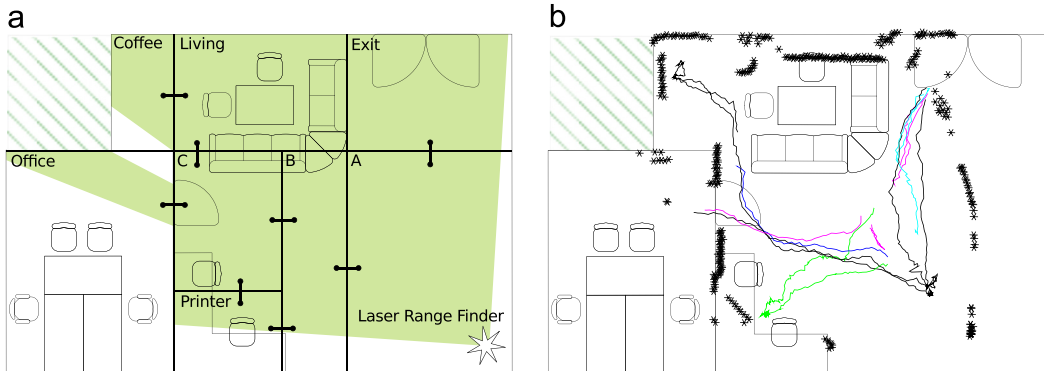 a
b
Coffee
Living
Exit
Office
C
B
A
Printer
Laser Range Finder